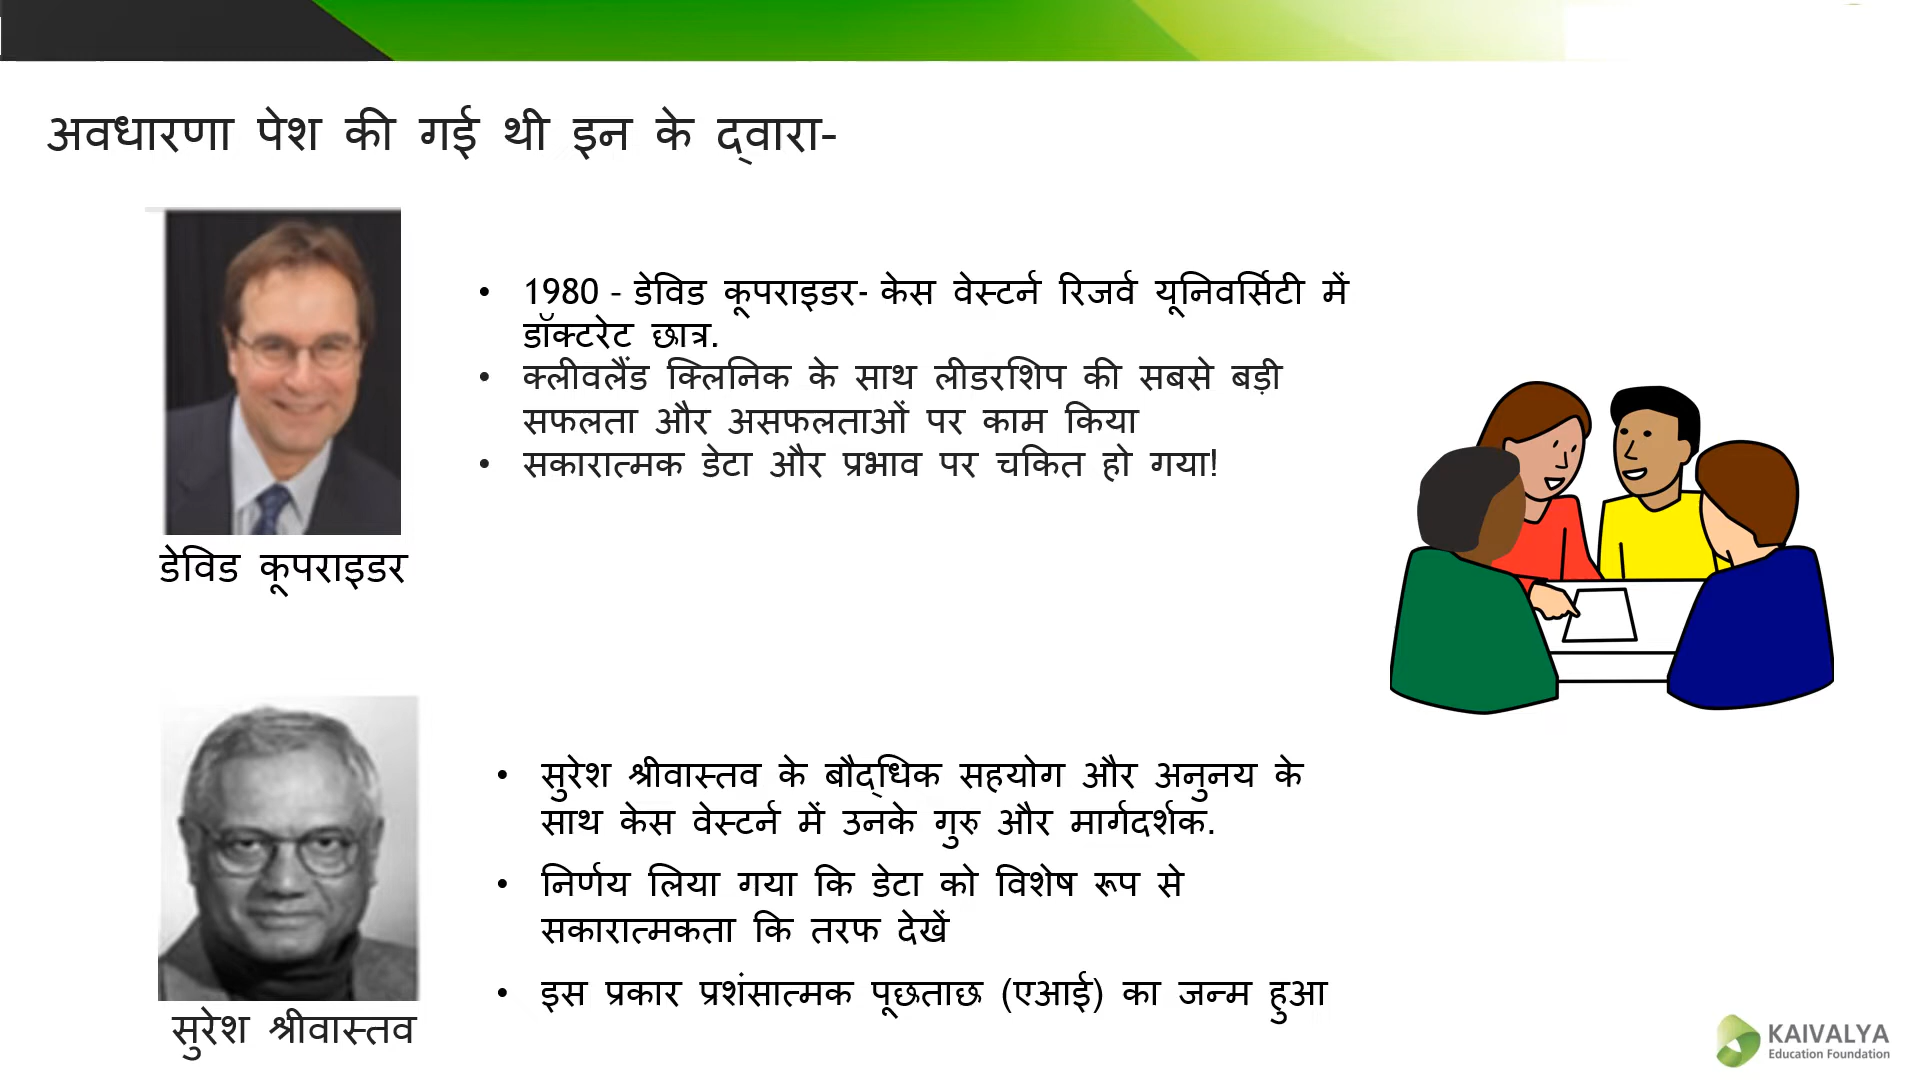 अवधारणा पेश की गई थी इन के द्वारा–
• 1980 - डेविड कूपराइडर- केस वेस्टर्न रिजर्व यूनिवर्सिटी में
डॉक्टरेट छात्र.
• क्लीवलैंड क्लिनिक के साथ लीडरशिप की सबसे बड़ी
सफलता और असफलताओं पर काम किया
• सकारात्मक डेटा और प्रभाव पर चकित हो गया!
डेविड कूपराइडर
• सुरेश श्रीवास्तव के बौद्धिक सहयोग और अनुनय के
साथ केस वेस्टर्न में उनके गुरु और मार्गदर्शक.
• निर्णय लिया गया कि डेटा को विशेष रूप से
सकारात्मकता कि तरफ देखें
• इस प्रकार प्रशंसात्मक पूछताछ (एआई) का जन्म हुआ
सुरेश श्रीवास्तव
KAIVALYA
Education Foundation